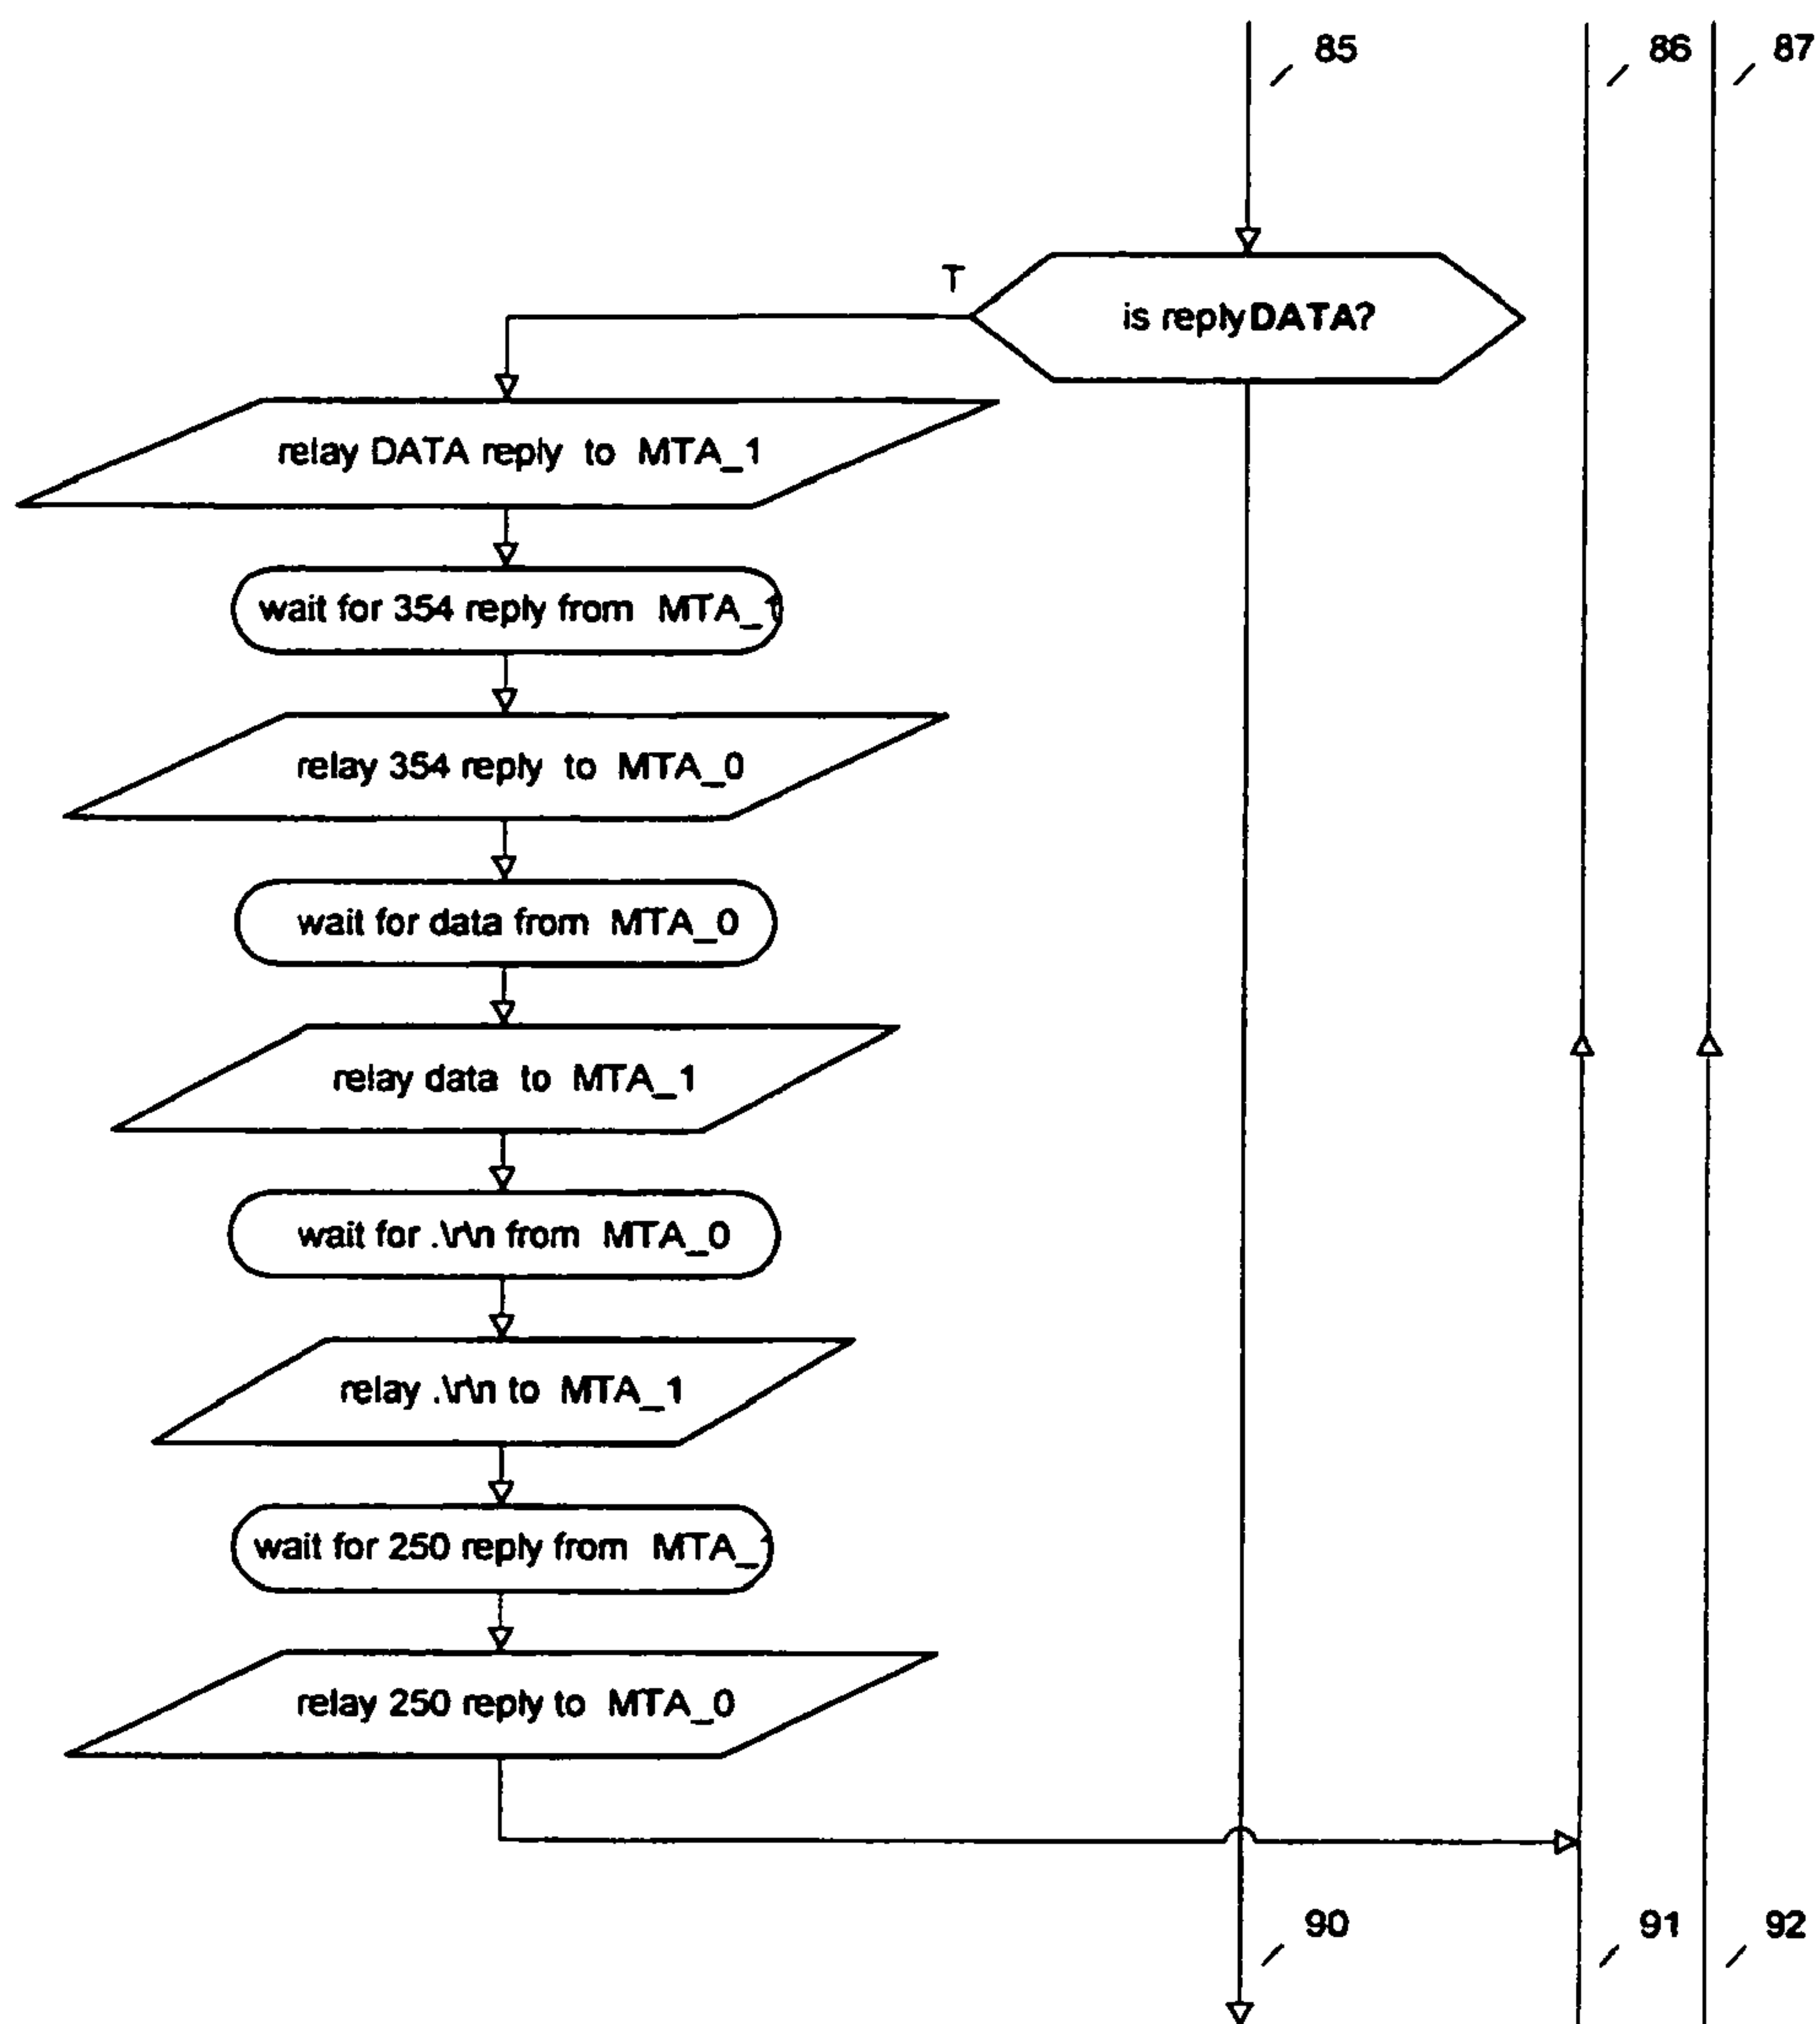 85
86
87
T
is reply DATA?
relay DATA reply to MTA_1
wait for 354 reply from MTA_1
relay 354 reply to MTA_0
wait for data from MTA_0
relay data to MTA_1
wait for .\r\n from MTA_0
relay .\r\n to MTA_1
wait for 250 reply from MTA_1
relay 250 reply to MTA_0
90
91
92